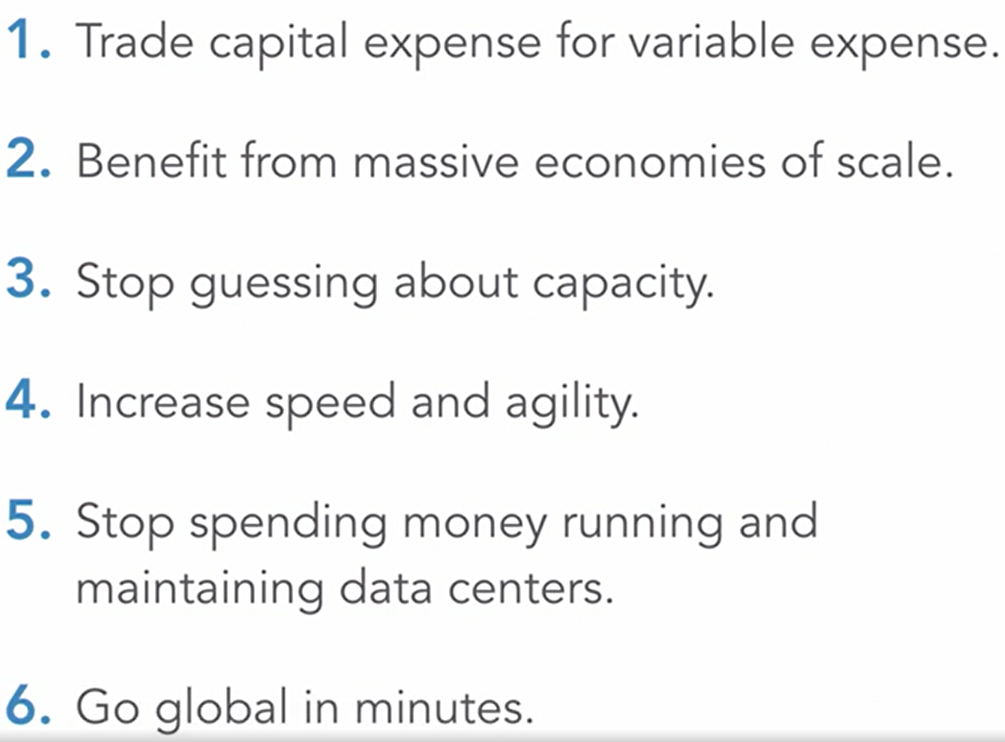 1. Trade capital expense for variable expense.
2. Benefit from massive economies of scale.
3. Stop guessing about capacity.
4. Increase speed and agility.
5. Stop spending money running and
maintaining data centers.
6. Go global in minutes.